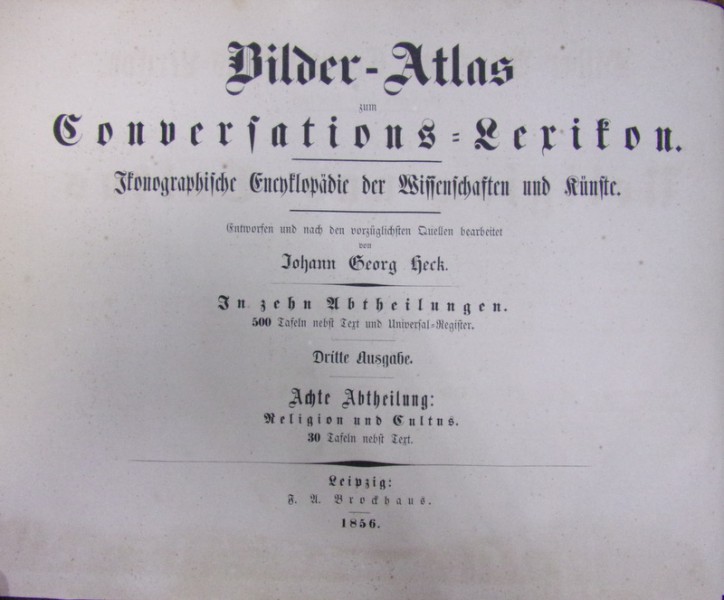 Bilder-Atlas
zum
Conversations-Lexikon.
Ikonographische Encyklopädie der Wissenschaften und Künste.
Entworfen und nach den vorzüglichsten Quellen bearbeitet
von
Johann Georg Heck.
In zehn Abtheilungen.
500 Tafeln nebst Text und Universal-Register.
Dritte Ausgabe.
Achte Abtheilung:
Religion und Cultus.
30 Tafeln nebst Text.
Leipzig:
F. A. Brockhaus.
1856.